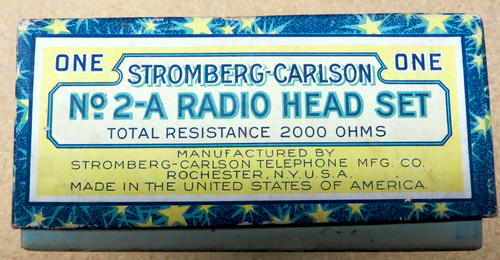 ONE STROMBERG-CARLSON ONE
Nº 2-A RADIO HEAD SET
TOTAL RESISTANCE 2000 OHMS
MANUFACTURED BY
STROMBERG-CARLSON TELEPHONE MFG. CO.
ROCHESTER, N.Y. U.S.A.
MADE IN THE UNITED STATES OF AMERICA.